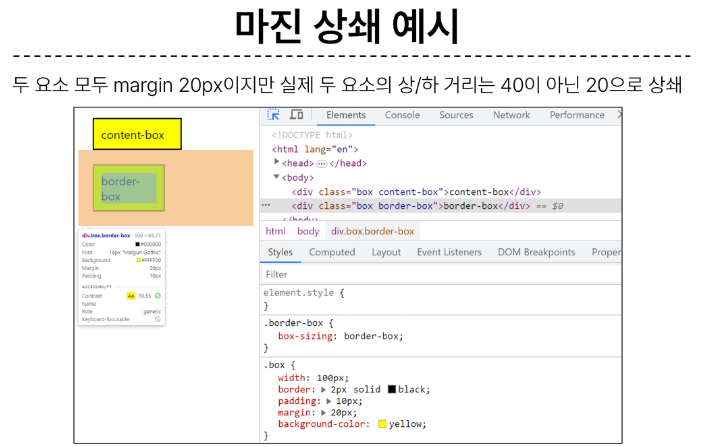 마진 상쇄 예시
두 요소 모두 margin 20px이지만 실제 두 요소의 상/하 거리는 40이 아닌 20으로 상쇄
content-box
border-
box
div.box.border-box 100 × 65.71
Color #000000
Font 16px "Malgun Gothic"
Background #FFFF00
Margin 20px
Padding 10px
ACCESSIBILITY
Contrast Aa 19.55
Name
Role generic
Keyboard-focusable
Elements Console Sources Network Performance
<!DOCTYPE html>
<html lang="en">
<head> … </head>
<body>
<div class="box content-box">content-box</div>
<div class="box border-box">border-box</div> == $0
</body>
html body div.box.border-box
Styles Computed Layout Event Listeners DOM Breakpoints Proper
Filter
element.style {
}
.border-box {
box-sizing: border-box;
}
.box {
width: 100px;
border: 2px solid black;
padding: 10px;
margin: 20px;
background-color: yellow;
}